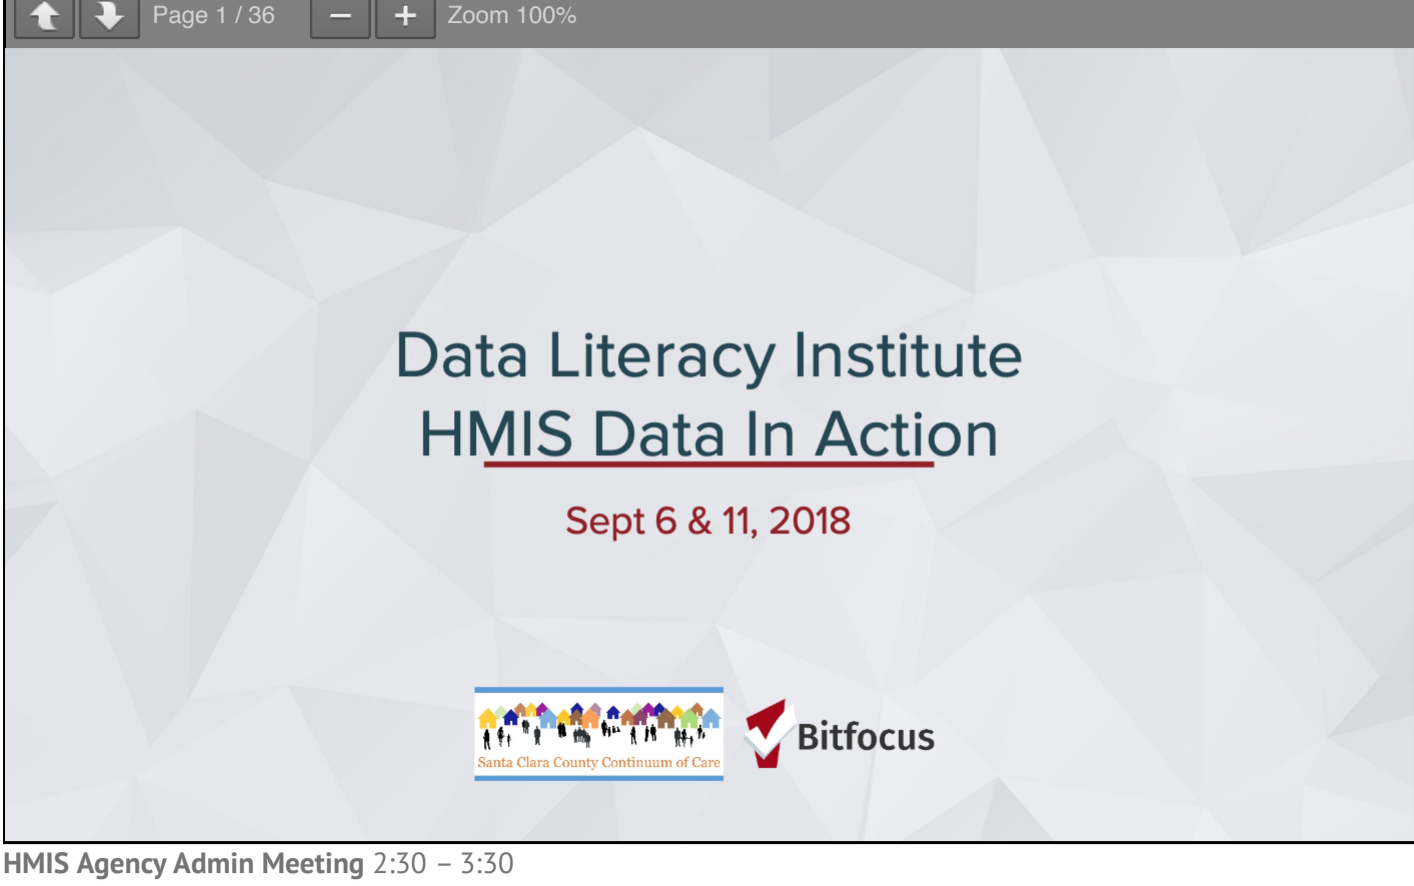 Page 1 / 36
Zoom 100%
Data Literacy Institute
HMIS Data In Action
Sept 6 & 11, 2018
Santa Clara County Continuum of Care
Bitfocus
HMIS Agency Admin Meeting 2:30 – 3:30